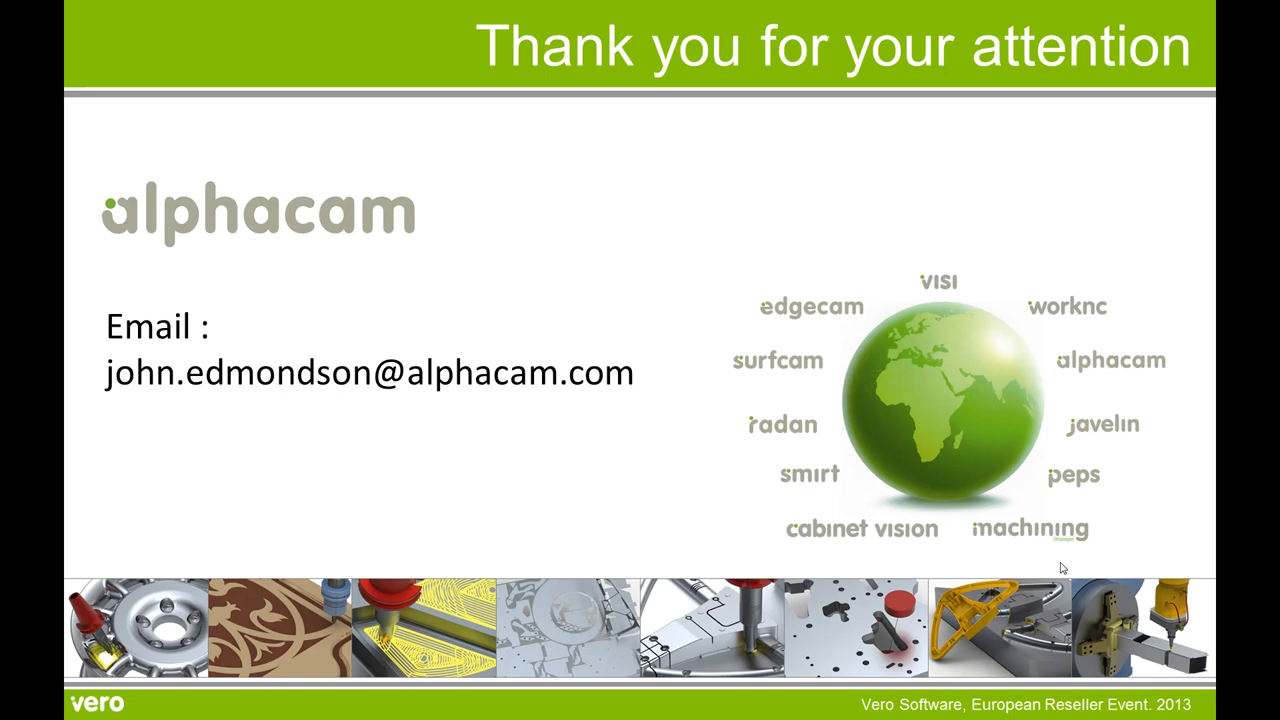 Thank you for your attention
alphacam
Email :
john.edmondson@alphacam.com
visi
edgecam
worknc
surfcam
alphacam
radan
javelin
smirt
peps
cabinet vision
machining
Strategist
vero
Vero Software, European Reseller Event. 2013